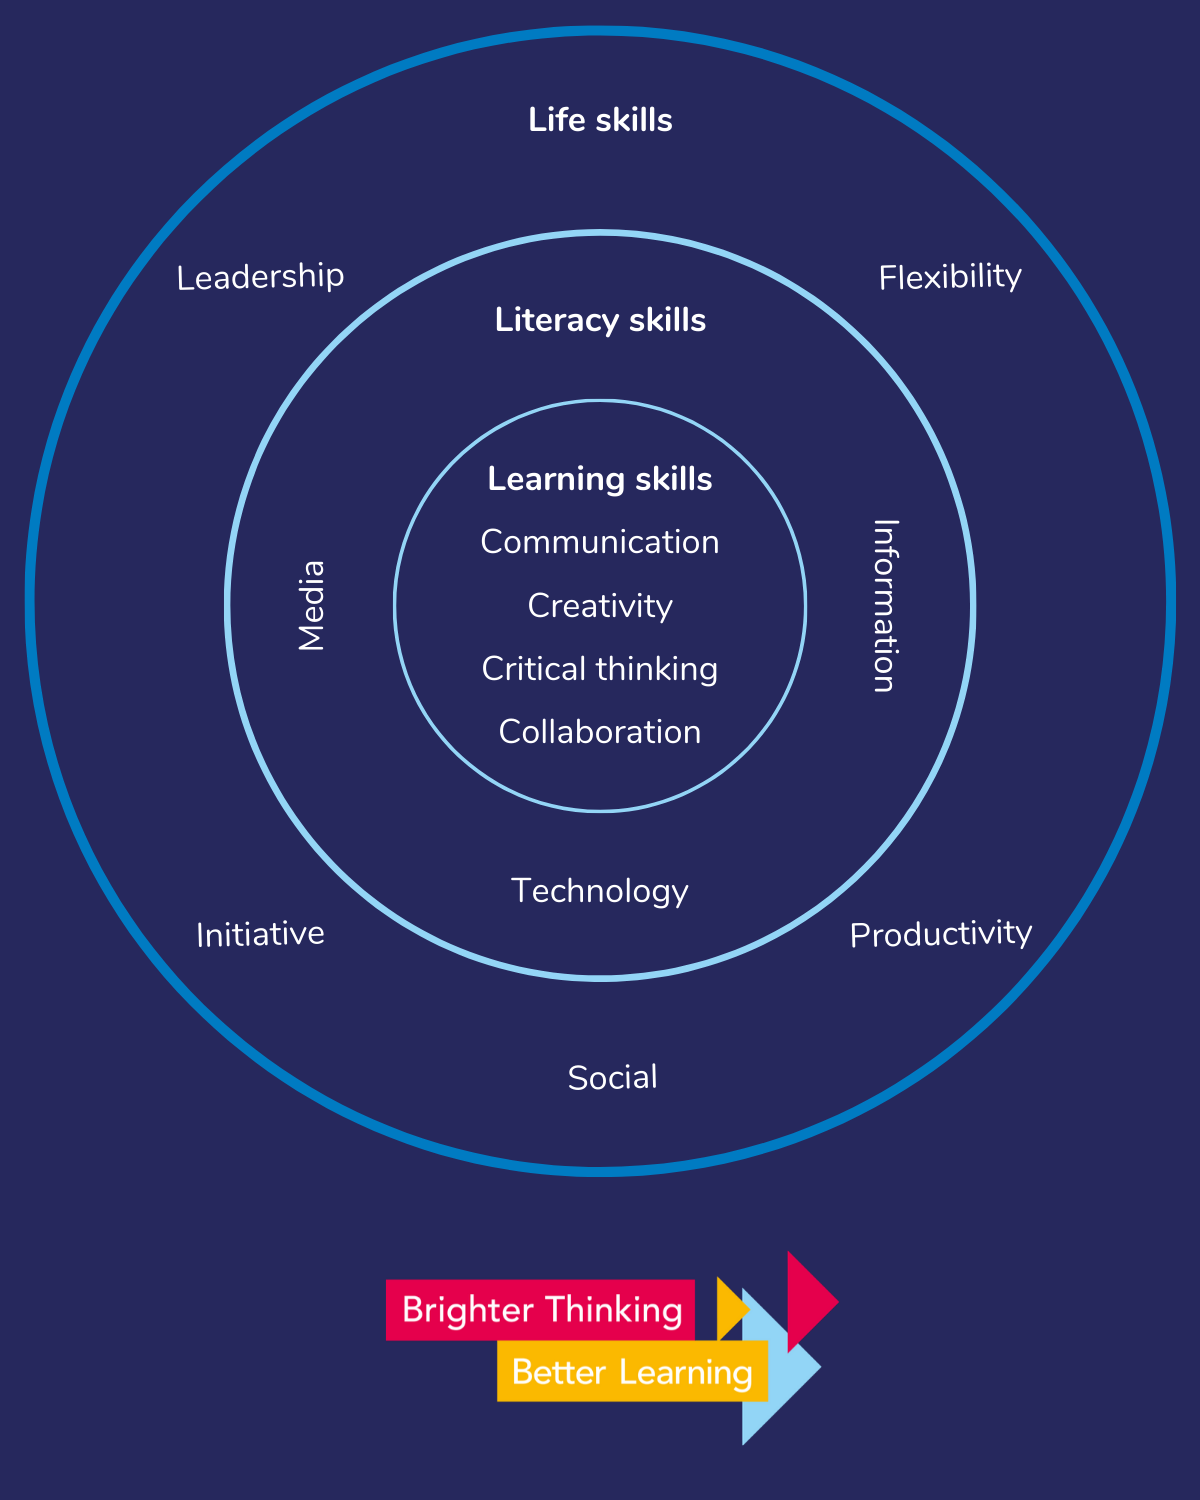 Life skills
Leadership
Flexibility
Literacy skills
Learning skills
Communication
Creativity
Critical thinking
Collaboration
Media
Information
Technology
Initiative
Productivity
Social
Brighter Thinking
Better Learning